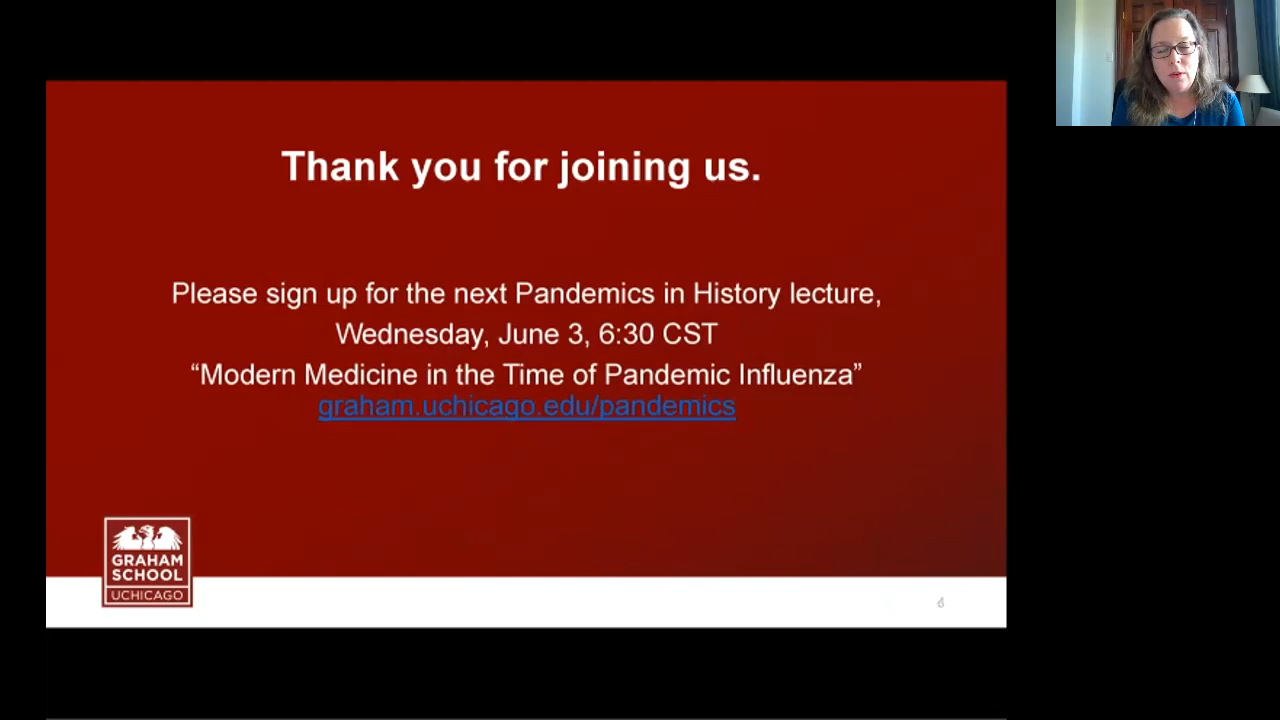 Thank you for joining us.
Please sign up for the next Pandemics in History lecture,
Wednesday, June 3, 6:30 CST
“Modern Medicine in the Time of Pandemic Influenza”
graham.uchicago.edu/pandemics
GRAHAM
SCHOOL
UCHICAGO